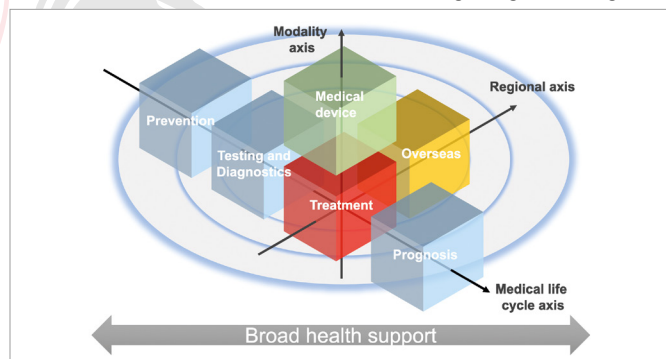 Modality
axis
Regional axis
Medical
device
Prevention
Testing and
Diagnostics
Overseas
Treatment
Prognosis
Medical life
cycle axis
Broad health support